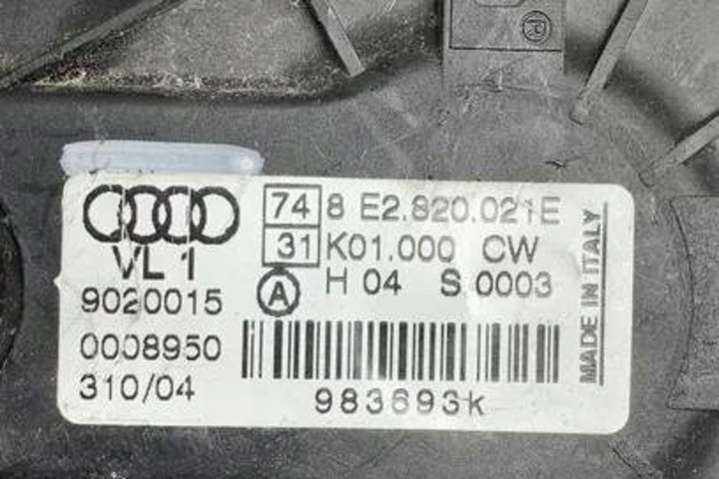 ®
74 8 E2.820.021E
31 K01.000 CW
VL 1
A H 04 S 0003
9020015
0008950
310/04
983693k
MADE IN ITALY